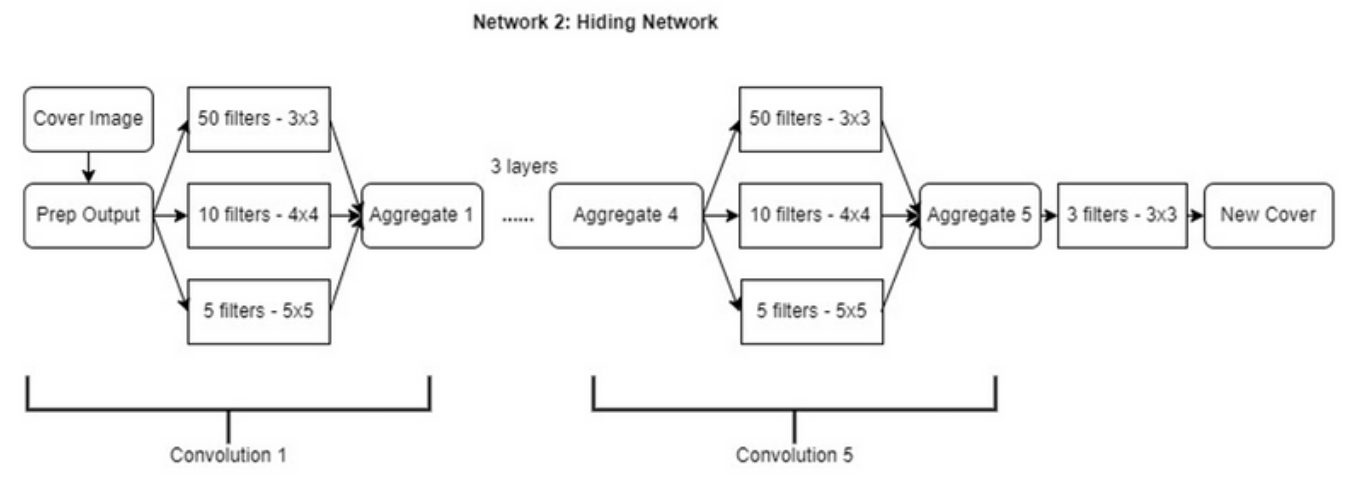 Network 2: Hiding Network
Cover Image
Prep Output
50 filters - 3x3
10 filters - 4x4
5 filters - 5x5
Aggregate 1
3 layers
......
Aggregate 4
50 filters - 3x3
10 filters - 4x4
5 filters - 5x5
Aggregate 5
3 filters - 3x3
New Cover
Convolution 1
Convolution 5